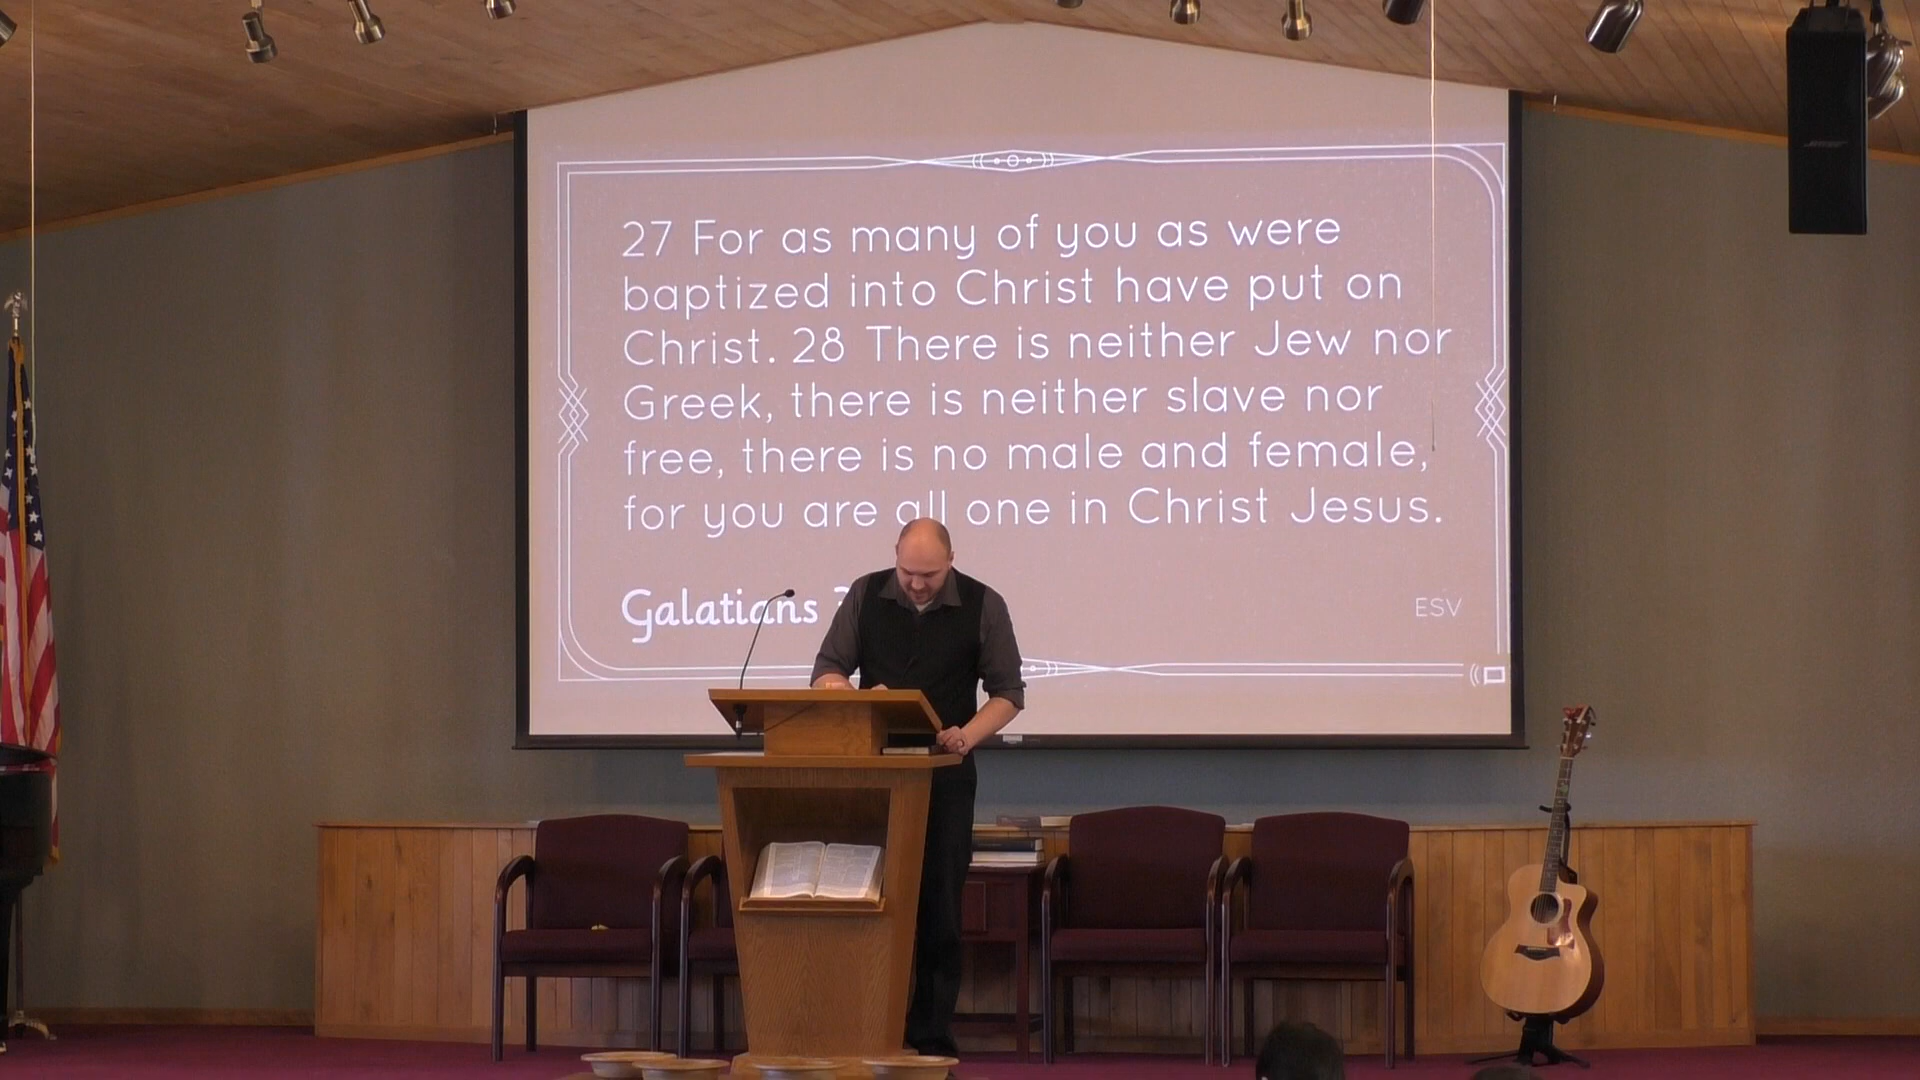 27 For as many of you as were
baptized into Christ have put on
Christ. 28 There is neither Jew nor
Greek, there is neither slave nor
free, there is no male and female,
for you are all one in Christ Jesus.
Galatians
ESV
BOSE